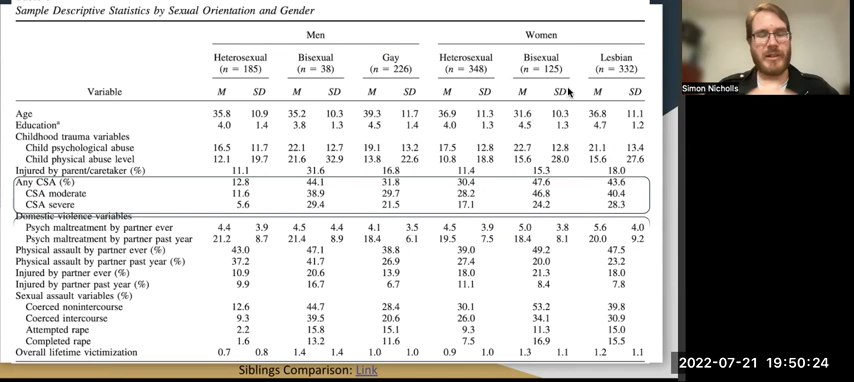 Sample Descriptive Statistics by Sexual Orientation and Gender
Men Women
Heterosexual Bisexual Gay Heterosexual Bisexual Lesbian
(n = 185) (n = 38) (n = 226) (n = 348) (n = 125) (n = 332)
Variable M SD M SD M SD M SD M SD M SD
Age 35.8 10.9 35.2 10.3 39.3 11.7 36.9 11.3 31.6 10.3 36.8 11.1
Educationª 4.0 1.4 3.8 1.3 4.5 1.4 4.0 1.3 4.5 1.3 4.7 1.2
Childhood trauma variables
Child psychological abuse 16.5 11.7 22.1 12.7 19.1 13.2 17.5 12.8 22.7 12.8 21.1 13.4
Child physical abuse level 12.1 19.7 21.6 32.9 13.8 22.6 10.8 18.8 15.6 28.0 15.6 27.6
Injured by parent/caretaker (%) 11.1 31.6 16.8 11.4 15.3 18.0
Any CSA (%) 12.8 44.1 31.8 30.4 47.6 43.6
CSA moderate 11.6 38.9 29.7 28.2 46.8 40.4
CSA severe 5.6 29.4 21.5 17.1 24.2 28.3
Domestic violence variables
Psych maltreatment by partner ever 4.4 3.9 4.5 4.4 4.1 3.5 4.5 3.9 5.0 3.8 5.6 4.0
Psych maltreatment by partner past year 21.2 8.7 21.4 8.9 18.4 6.1 19.5 7.5 18.4 8.1 20.0 9.2
Physical assault by partner ever (%) 43.0 47.1 38.8 39.0 49.2 47.5
Physical assault by partner past year (%) 37.2 41.7 26.9 27.4 20.0 23.2
Injured by partner ever (%) 10.9 20.6 13.9 18.0 21.3 18.0
Injured by partner past year (%) 9.9 16.7 6.7 11.1 8.4 7.8
Sexual assault variables (%)
Coerced nonintercourse 12.6 44.7 28.4 30.1 53.2 39.8
Coerced intercourse 9.3 39.5 20.6 26.0 34.1 30.9
Attempted rape 2.2 15.8 15.1 9.3 11.3 15.0
Completed rape 1.6 13.2 11.6 7.5 16.9 15.5
Overall lifetime victimization 0.7 0.8 1.4 1.4 1.0 1.0 0.9 1.0 1.3 1.1 1.2 1.1
Siblings Comparison: Link
Simon Nicholls
2022-07-21 19:50:24